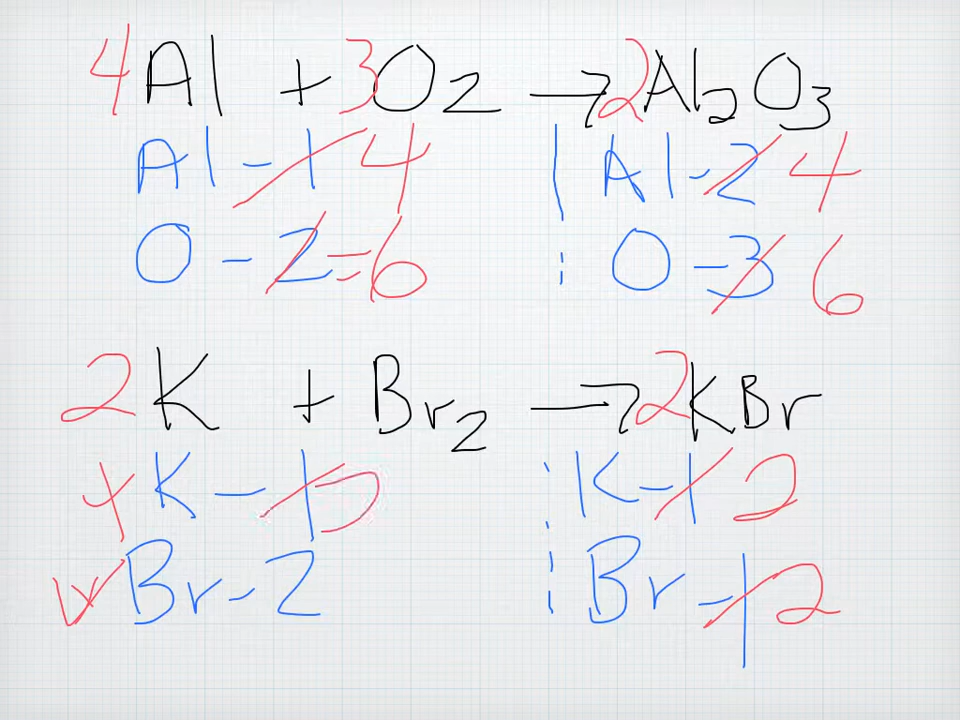 4Al + 3O2 → 2Al2O3
Al - 1 4 | Al - 2 4
O - 2 = 6 | O - 3 6
2K + Br2 → 2KBr
K - 1 2 | K - 1 2
Br - 2 | Br - 1 2